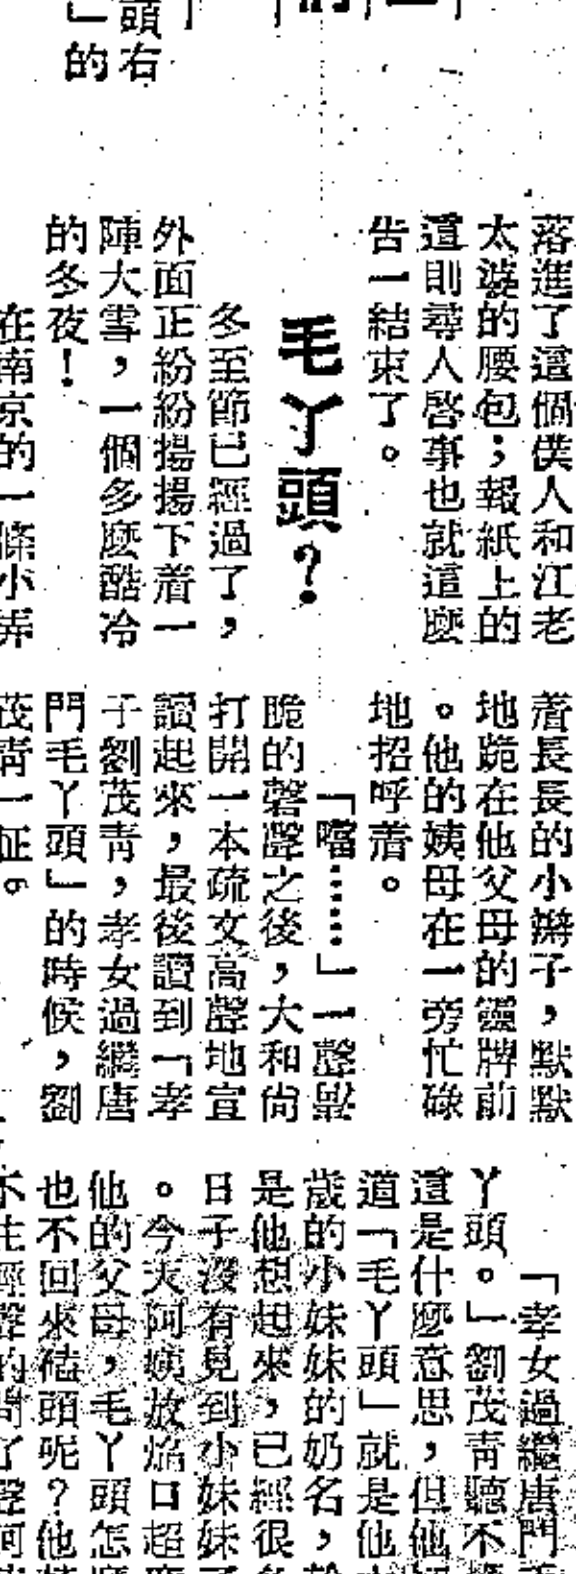 頭右
」的
落進了這個僕人和江老
太婆的腰包；報紙上的
這則尋人啓事也就這麼
告一結束了。
毛丫頭？
冬至節已經過了，
外面正紛紛揚揚下着一
陣大雪，一個多麼酷冷
的冬夜！
在南京的一條小弄
着長長的小辮子，默默
地跪在他父母的靈牌前
。他的姨母在一旁忙碌
地招呼着。
「噹……」一聲
脆的磬聲之後，大和尚
打開一本疏文高聲地宣
讀起來，最後讀到「孝
子劉茂青，孝女過繼唐
門毛丫頭」的時候，劉
茂青一怔。
「孝女過繼唐門
丫頭。」劉茂青聽不
這是什麼意思，但他
道「毛丫頭」就是他
歲的小妹妹的奶名，
是他想起來，已經很
日子沒有見到小妹妹了
。今天阿姨放焰口超
他的父母，毛丫頭怎
也不回來磕頭呢？他